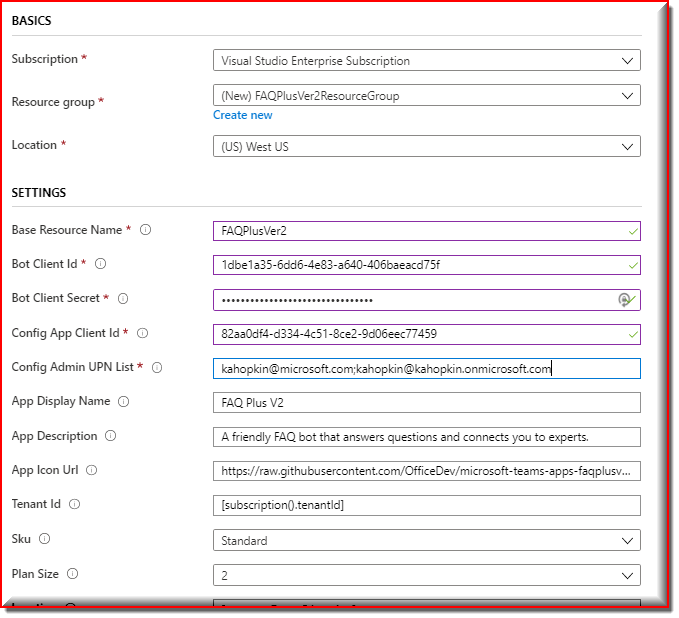 BASICS
Subscription * Visual Studio Enterprise Subscription
Resource group * (New) FAQPlusVer2ResourceGroup
Create new
Location * (US) West US
SETTINGS
Base Resource Name * FAQPlusVer2
Bot Client Id * 1dbe1a35-6dd6-4e83-a640-406baeacd75f
Bot Client Secret * ••••••••••••••••••••••••••••••••
Config App Client Id * 82aa0df4-d334-4c51-8ce2-9d06eec77459
Config Admin UPN List * kahopkin@microsoft.com;kahopkin@kahopkin.onmicrosoft.com
App Display Name FAQ Plus V2
App Description A friendly FAQ bot that answers questions and connects you to experts.
App Icon Url https://raw.githubusercontent.com/OfficeDev/microsoft-teams-apps-faqplusv...
Tenant Id [subscription().tenantId]
Sku Standard
Plan Size 2